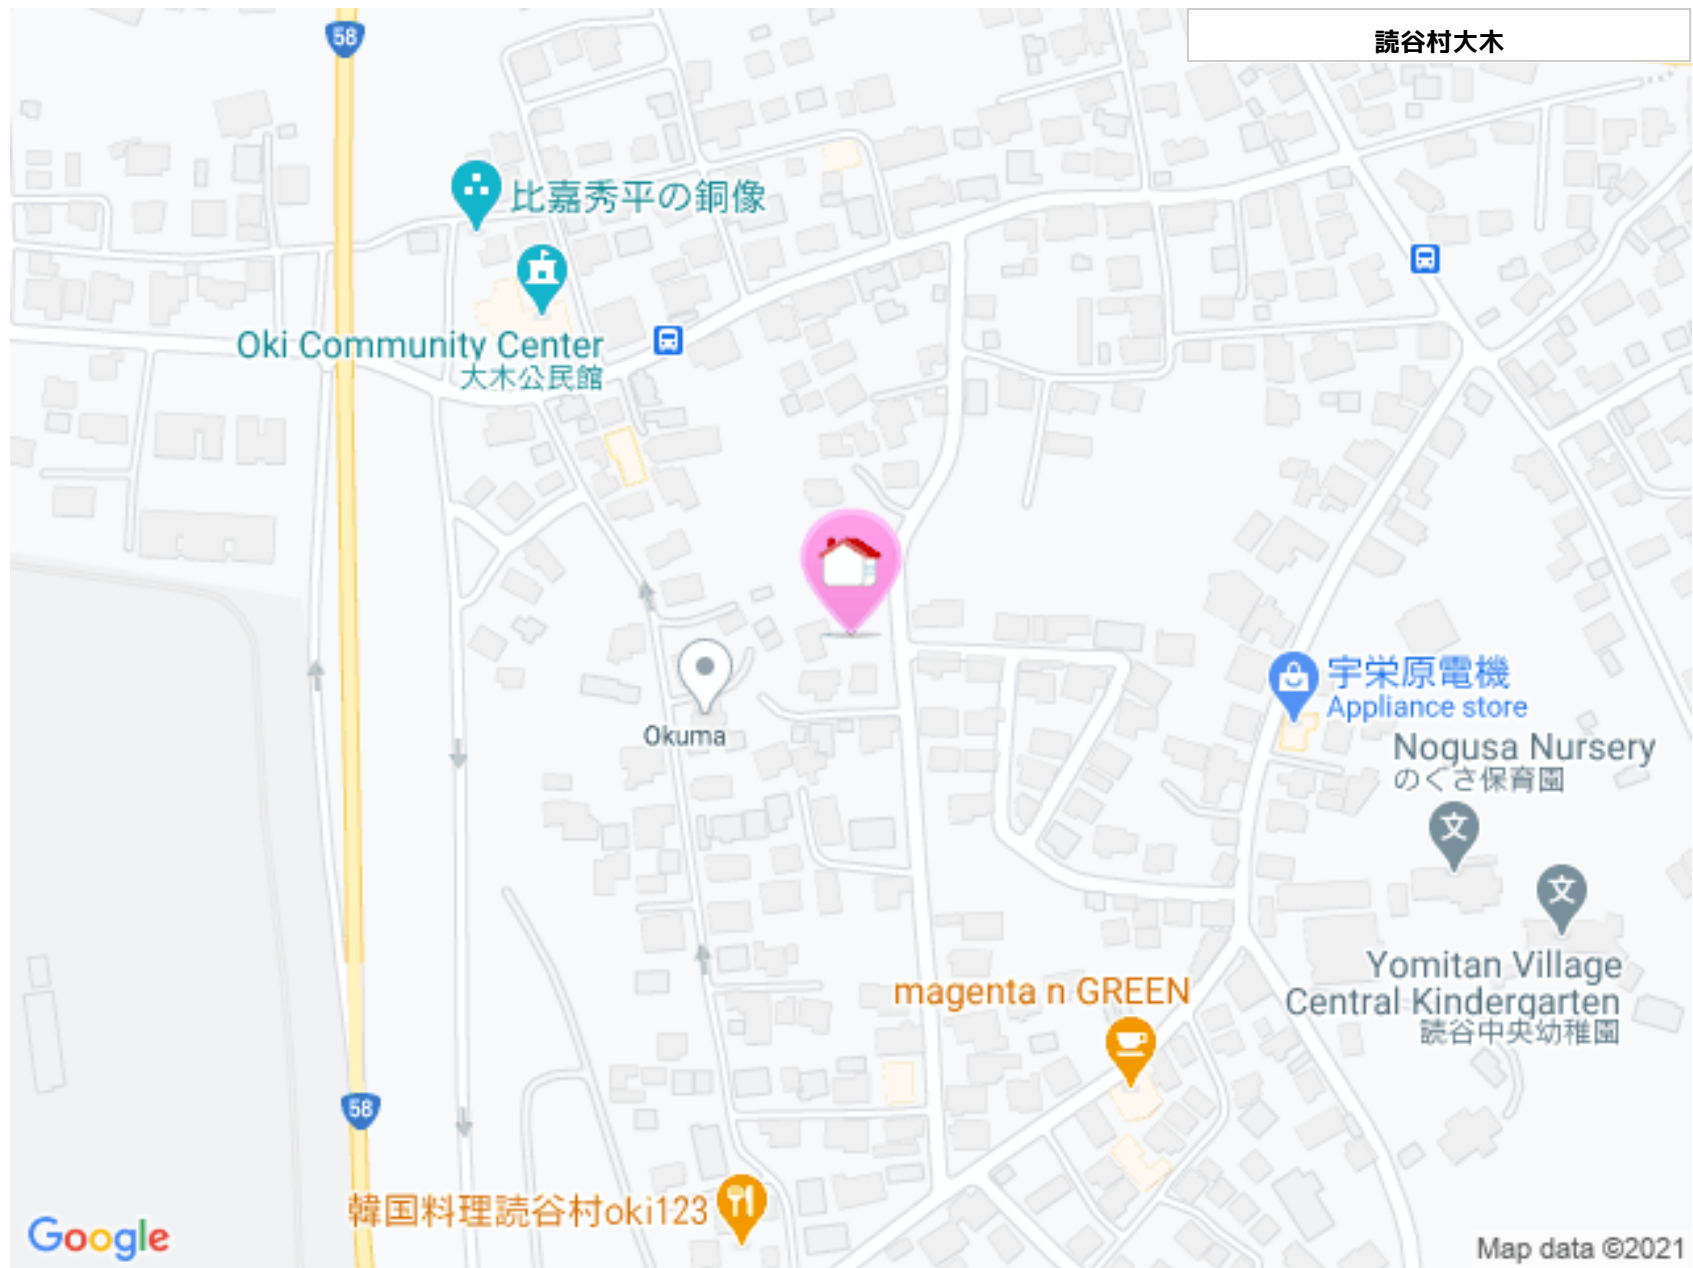 58
読谷村大木
比嘉秀平の銅像
Oki Community Center
大木公民館
Okuma
宇栄原電機
Appliance store
Nogusa Nursery
のぐさ保育園
文
文
Yomitan Village
Central Kindergarten
読谷中央幼稚園
magenta n GREEN
58
韓国料理読谷村oki123
Google
Map data ©2021